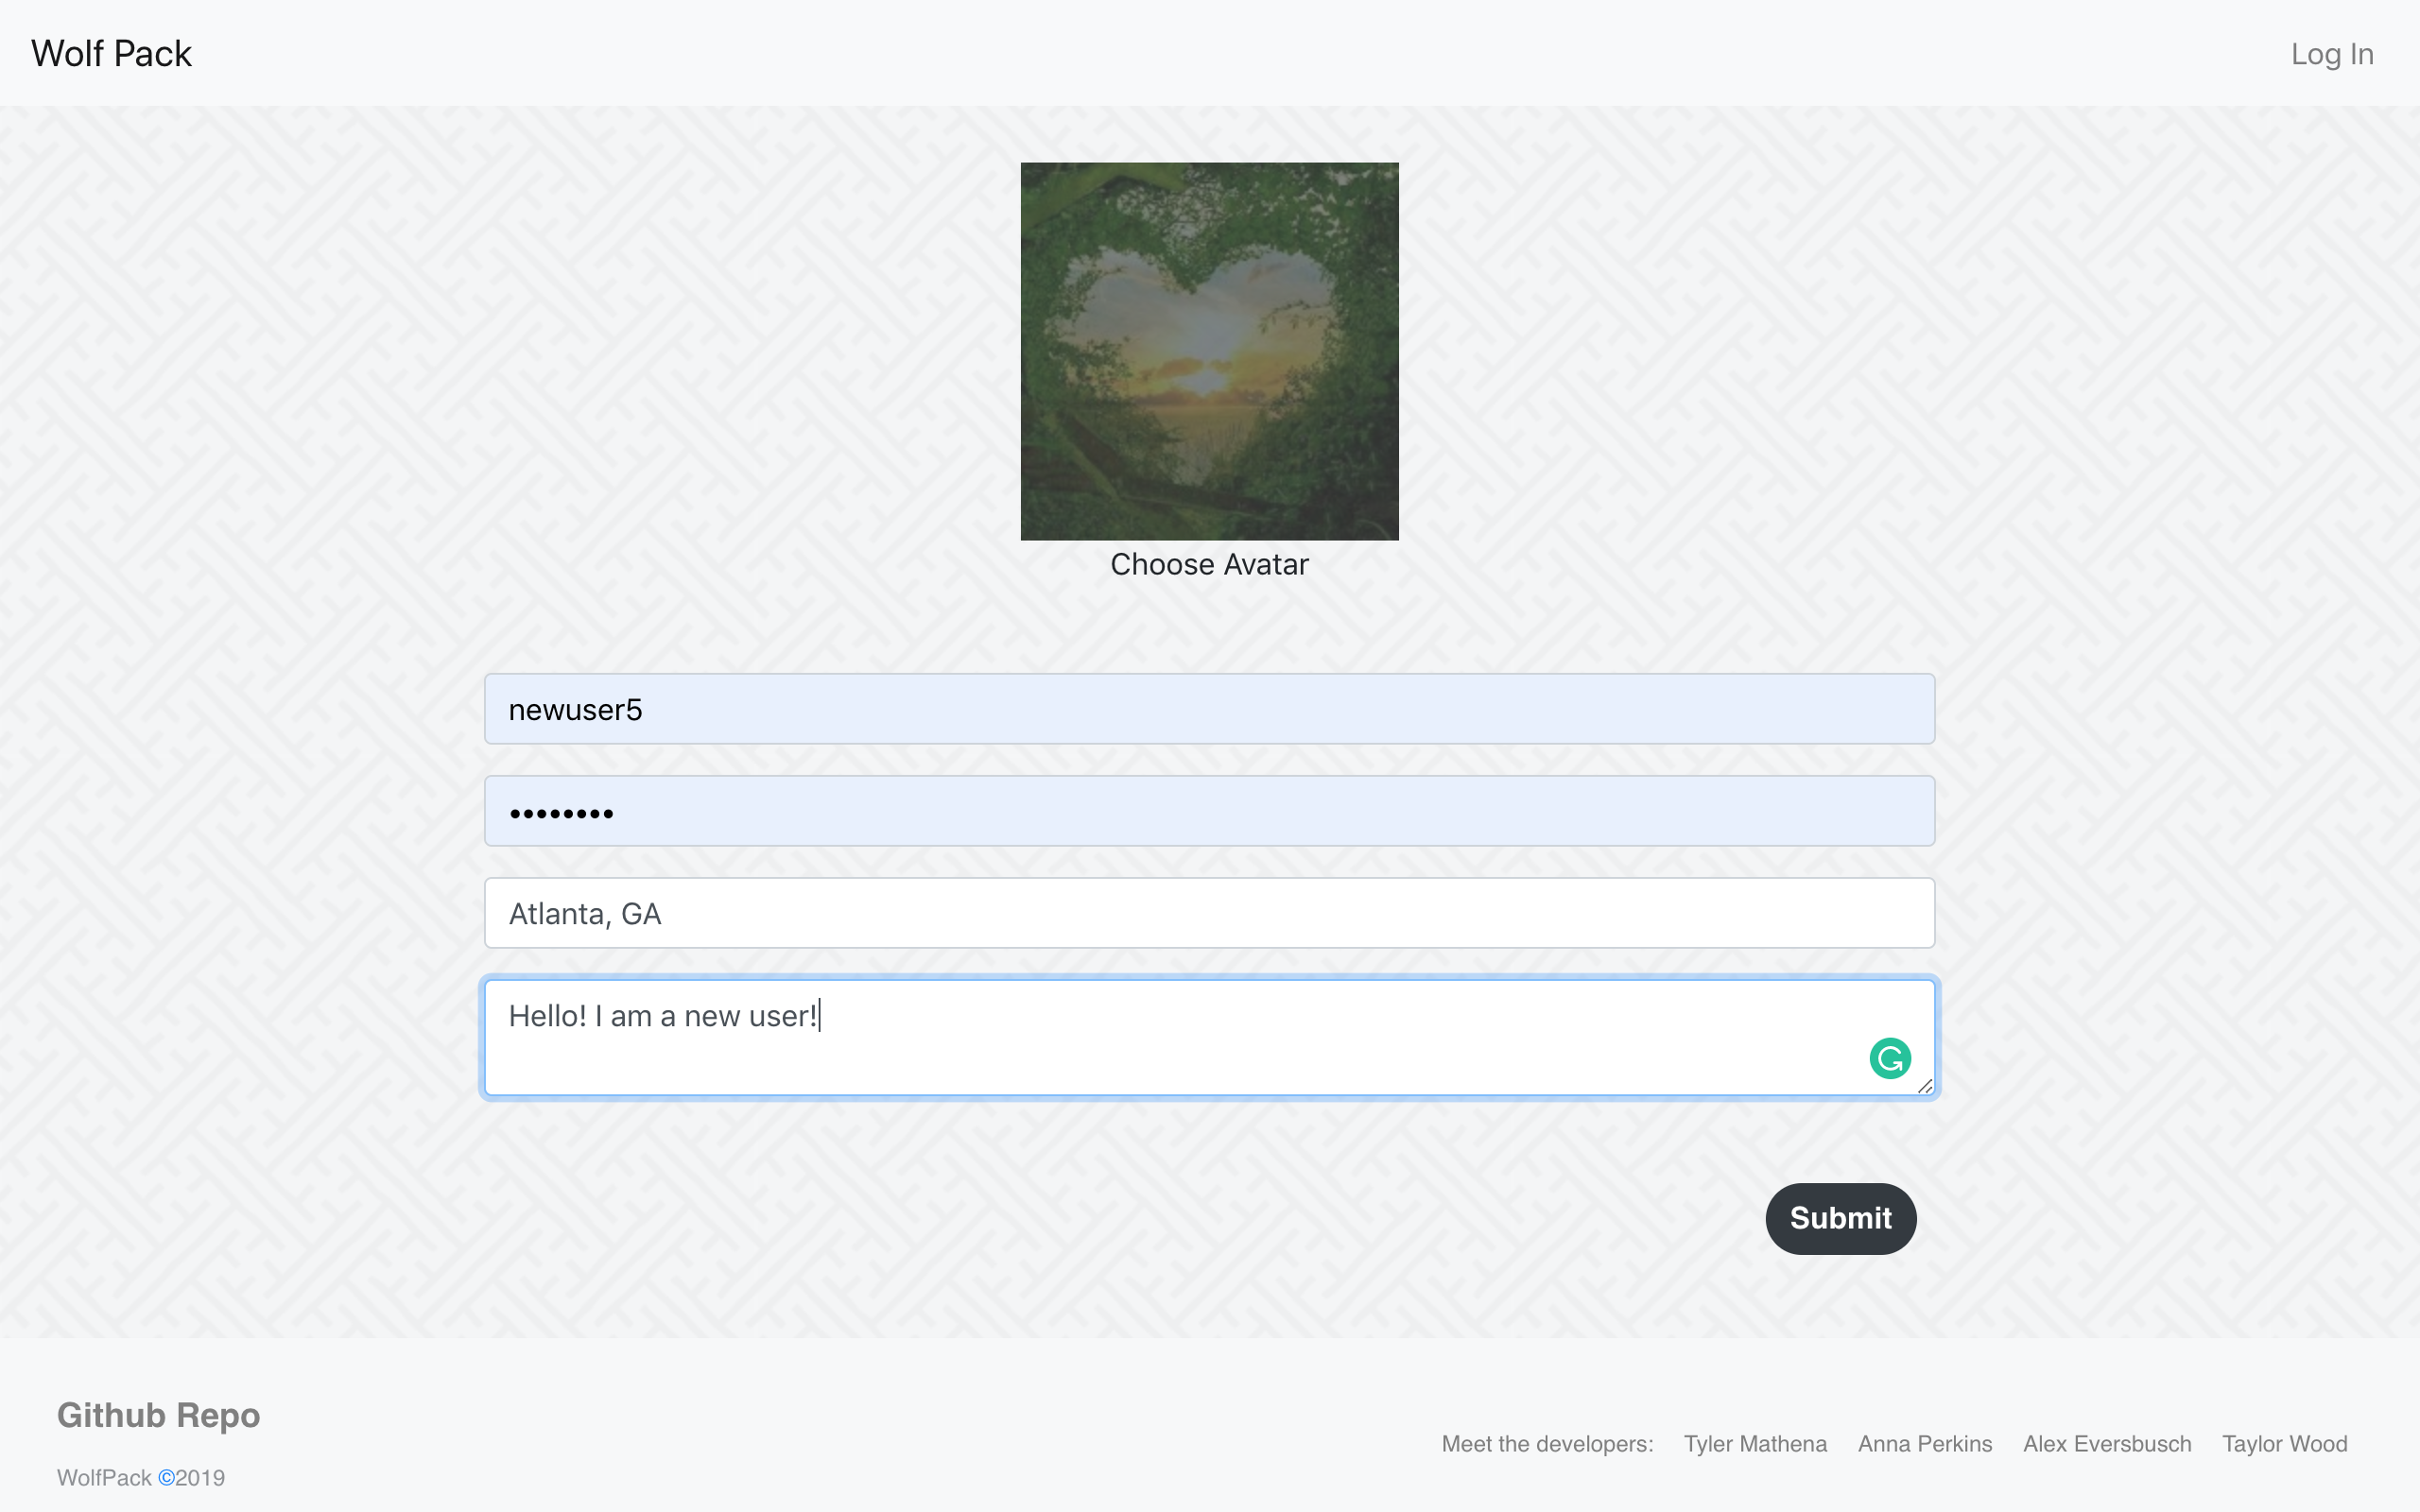 Wolf Pack
Log In
Choose Avatar
newuser5
••••••••
Atlanta, GA
Hello! I am a new user!
Submit
Github Repo
WolfPack ©2019
Meet the developers: Tyler Mathena Anna Perkins Alex Eversbusch Taylor Wood